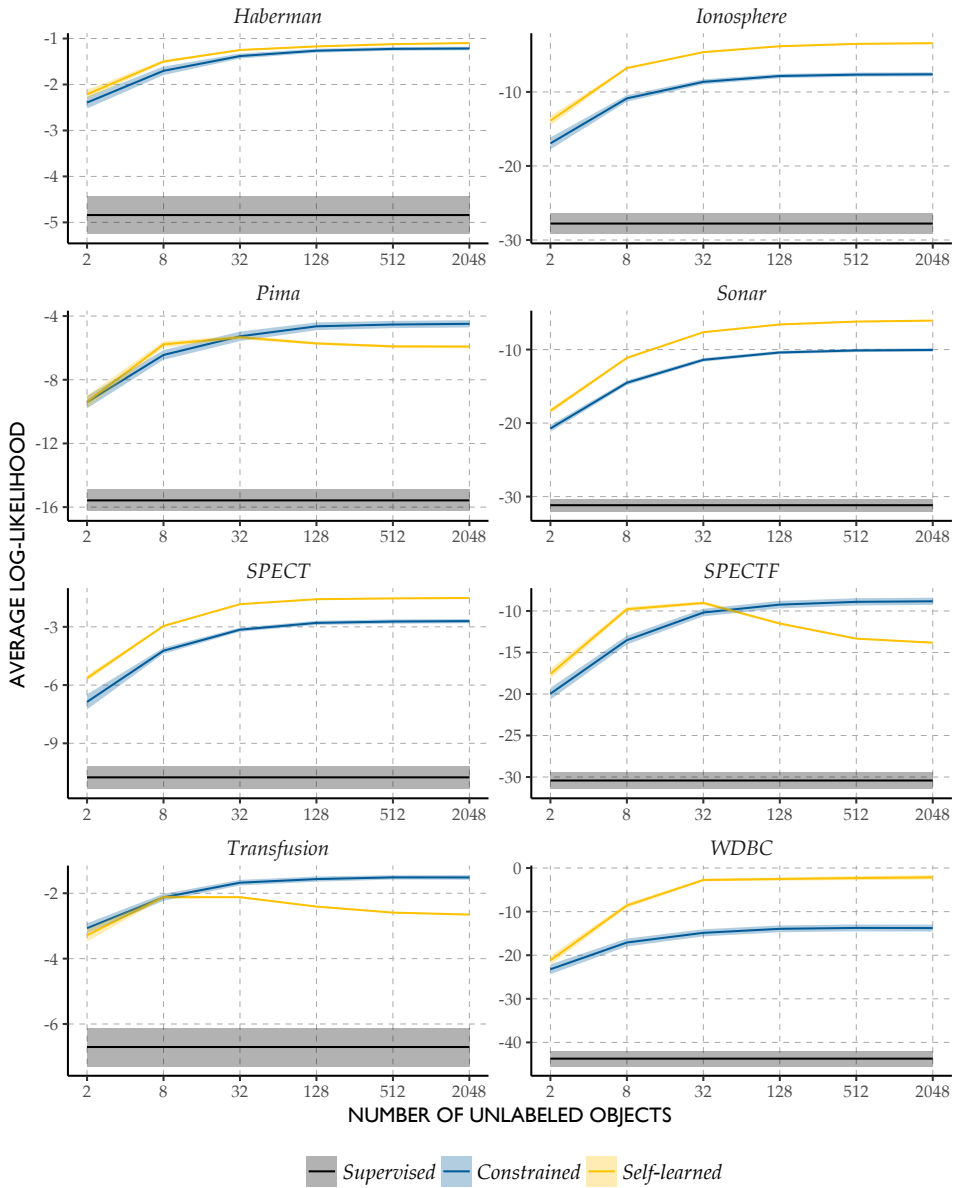 Haberman
Ionosphere
-1
-2
-3
-4
-5
-10
-20
-30
2 8 32 128 512 2048
2 8 32 128 512 2048
Pima
Sonar
-4
-8
-12
-16
-10
-20
-30
2 8 32 128 512 2048
2 8 32 128 512 2048
AVERAGE LOG-LIKELIHOOD
SPECT
SPECTF
-3
-6
-9
-10
-15
-20
-25
-30
2 8 32 128 512 2048
2 8 32 128 512 2048
Transfusion
WDBC
-2
-4
-6
0
-10
-20
-30
-40
2 8 32 128 512 2048
2 8 32 128 512 2048
NUMBER OF UNLABELED OBJECTS
Supervised Constrained Self-learned